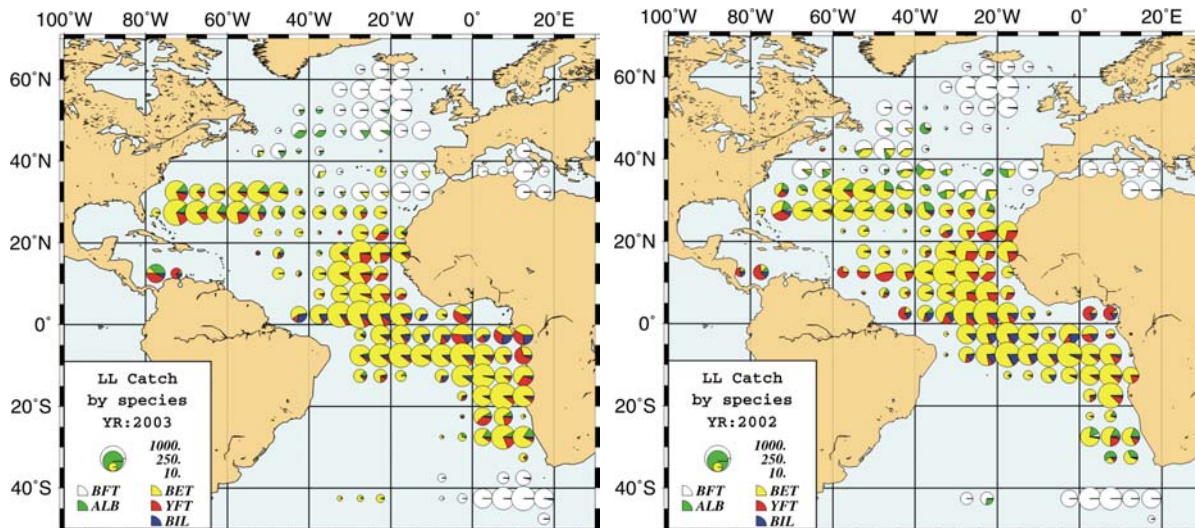 100°W 80°W 60°W 40°W 20°W 0° 20°E
60°N
40°N
20°N
0°
20°S
40°S
LL Catch
by species
YR:2003
1000.
250.
10.
BFT BET
ALB YFT
BIL
100°W 80°W 60°W 40°W 20°W 0° 20°E
60°N
40°N
20°N
0°
20°S
40°S
LL Catch
by species
YR:2002
1000.
250.
10.
BFT BET
ALB YFT
BIL